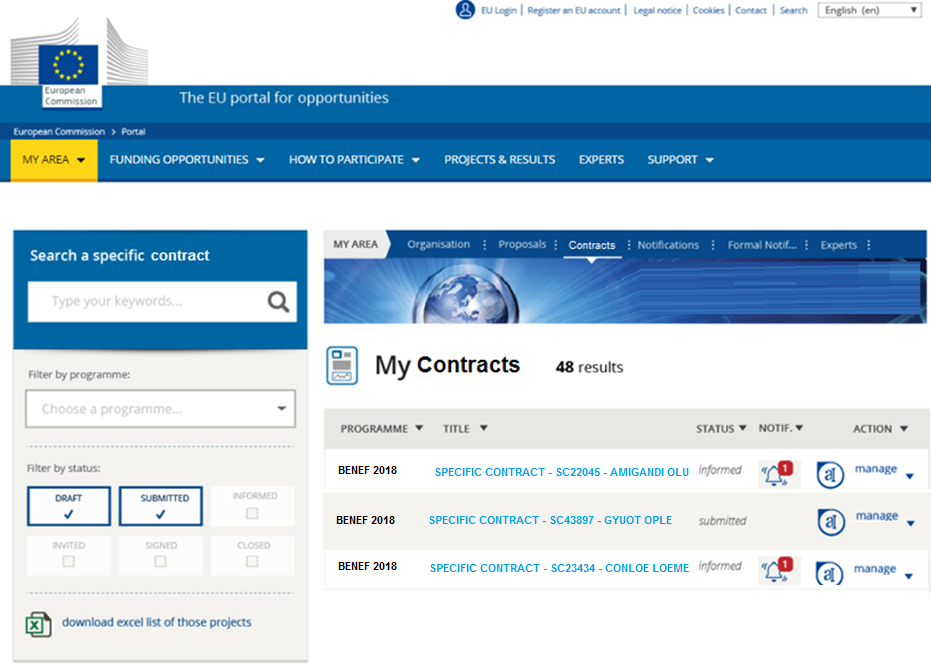 EU Login | Register an EU account | Legal notice | Cookies | Contact | Search English (en)
European
Commission
The EU portal for opportunities
European Commission > Portal
MY AREA FUNDING OPPORTUNITIES HOW TO PARTICIPATE PROJECTS & RESULTS EXPERTS SUPPORT
Search a specific contract
Type your keywords...
Filter by programme:
Choose a programme...
Filter by status:
DRAFT SUBMITTED INFORMED
INVITED SIGNED CLOSED
download excel list of those projects
MY AREA Organisation Proposals Contracts Notifications Formal Notif... Experts
My Contracts 48 results
PROGRAMME TITLE STATUS NOTIF. ACTION
BENEF 2018 SPECIFIC CONTRACT - SC22045 - AMIGANDI OLU informed 1 manage
BENEF 2018 SPECIFIC CONTRACT - SC43897 - GYUOT OPLE submitted manage
BENEF 2018 SPECIFIC CONTRACT - SC23434 - CONLOE LOEME informed 1 manage